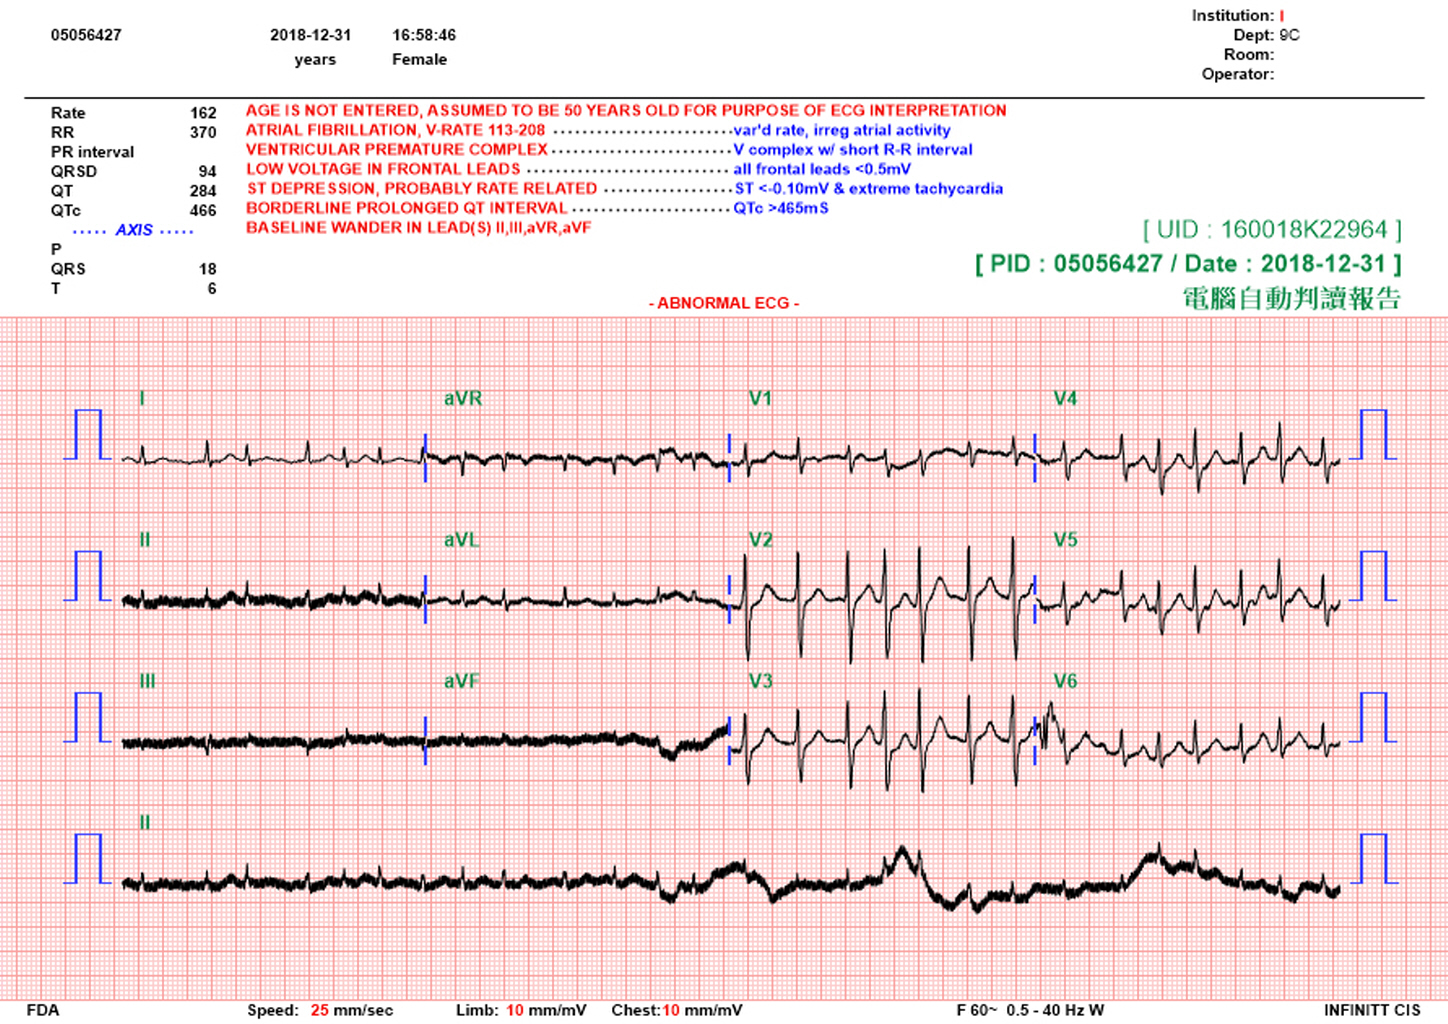 Institution: I
05056427 2018-12-31 16:58:46 Dept: 9C
years Female Room:
Operator:
Rate 162 AGE IS NOT ENTERED, ASSUMED TO BE 50 YEARS OLD FOR PURPOSE OF ECG INTERPRETATION
RR 370 ATRIAL FIBRILLATION, V-RATE 113-208 ································var'd rate, irreg atrial activity
PR interval VENTRICULAR PREMATURE COMPLEX································V complex w/ short R-R interval
QRSD 94 LOW VOLTAGE IN FRONTAL LEADS ································all frontal leads <0.5mV
QT 284 ST DEPRESSION, PROBABLY RATE RELATED ····················ST <-0.10mV & extreme tachycardia
QTc 466 BORDERLINE PROLONGED QT INTERVAL························QTc >465mS
····· AXIS ····· BASELINE WANDER IN LEAD(S) II,III,aVR,aVF
[ UID : 160018K22964 ]
P
[ PID : 05056427 / Date : 2018-12-31 ]
QRS 18
T 6
電腦自動判讀報告
- ABNORMAL ECG -
I aVR V1 V4
II aVL V2 V5
III aVF V3 V6
II
FDA Speed: 25 mm/sec Limb: 10 mm/mV Chest:10 mm/mV F 60~ 0.5 - 40 Hz W INFINITT CIS